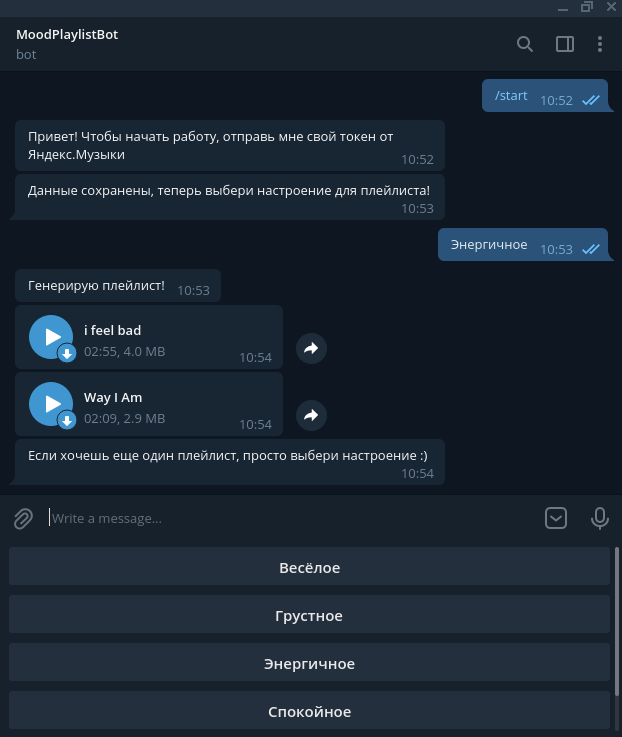 MoodPlaylistBot
bot
/start 10:52
Привет! Чтобы начать работу, отправь мне свой токен от
Яндекс.Музыки 10:52
Данные сохранены, теперь выбери настроение для плейлиста!
10:53
Энергичное 10:53
Генерирую плейлист! 10:53
i feel bad
02:55, 4.0 MB 10:54
Way I Am
02:09, 2.9 MB 10:54
Если хочешь еще один плейлист, просто выбери настроение :)
10:54
Write a message...
Весёлое
Грустное
Энергичное
Спокойное